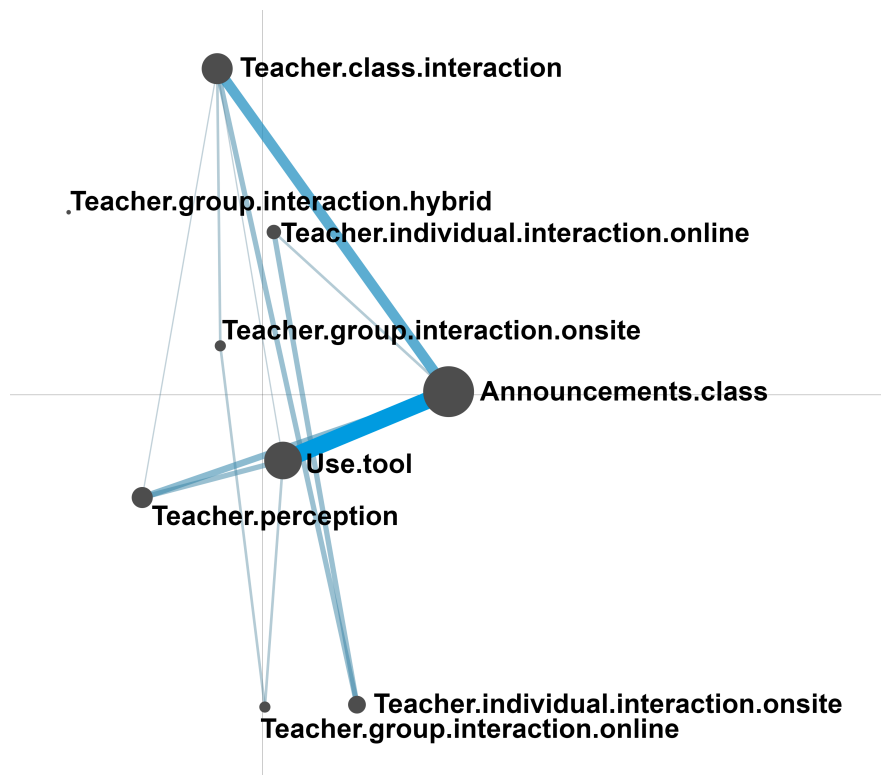 Teacher.class.interaction
Teacher.group.interaction.hybrid
Teacher.individual.interaction.online
Teacher.group.interaction.onsite
Announcements.class
Use.tool
Teacher.perception
Teacher.individual.interaction.onsite
Teacher.group.interaction.online